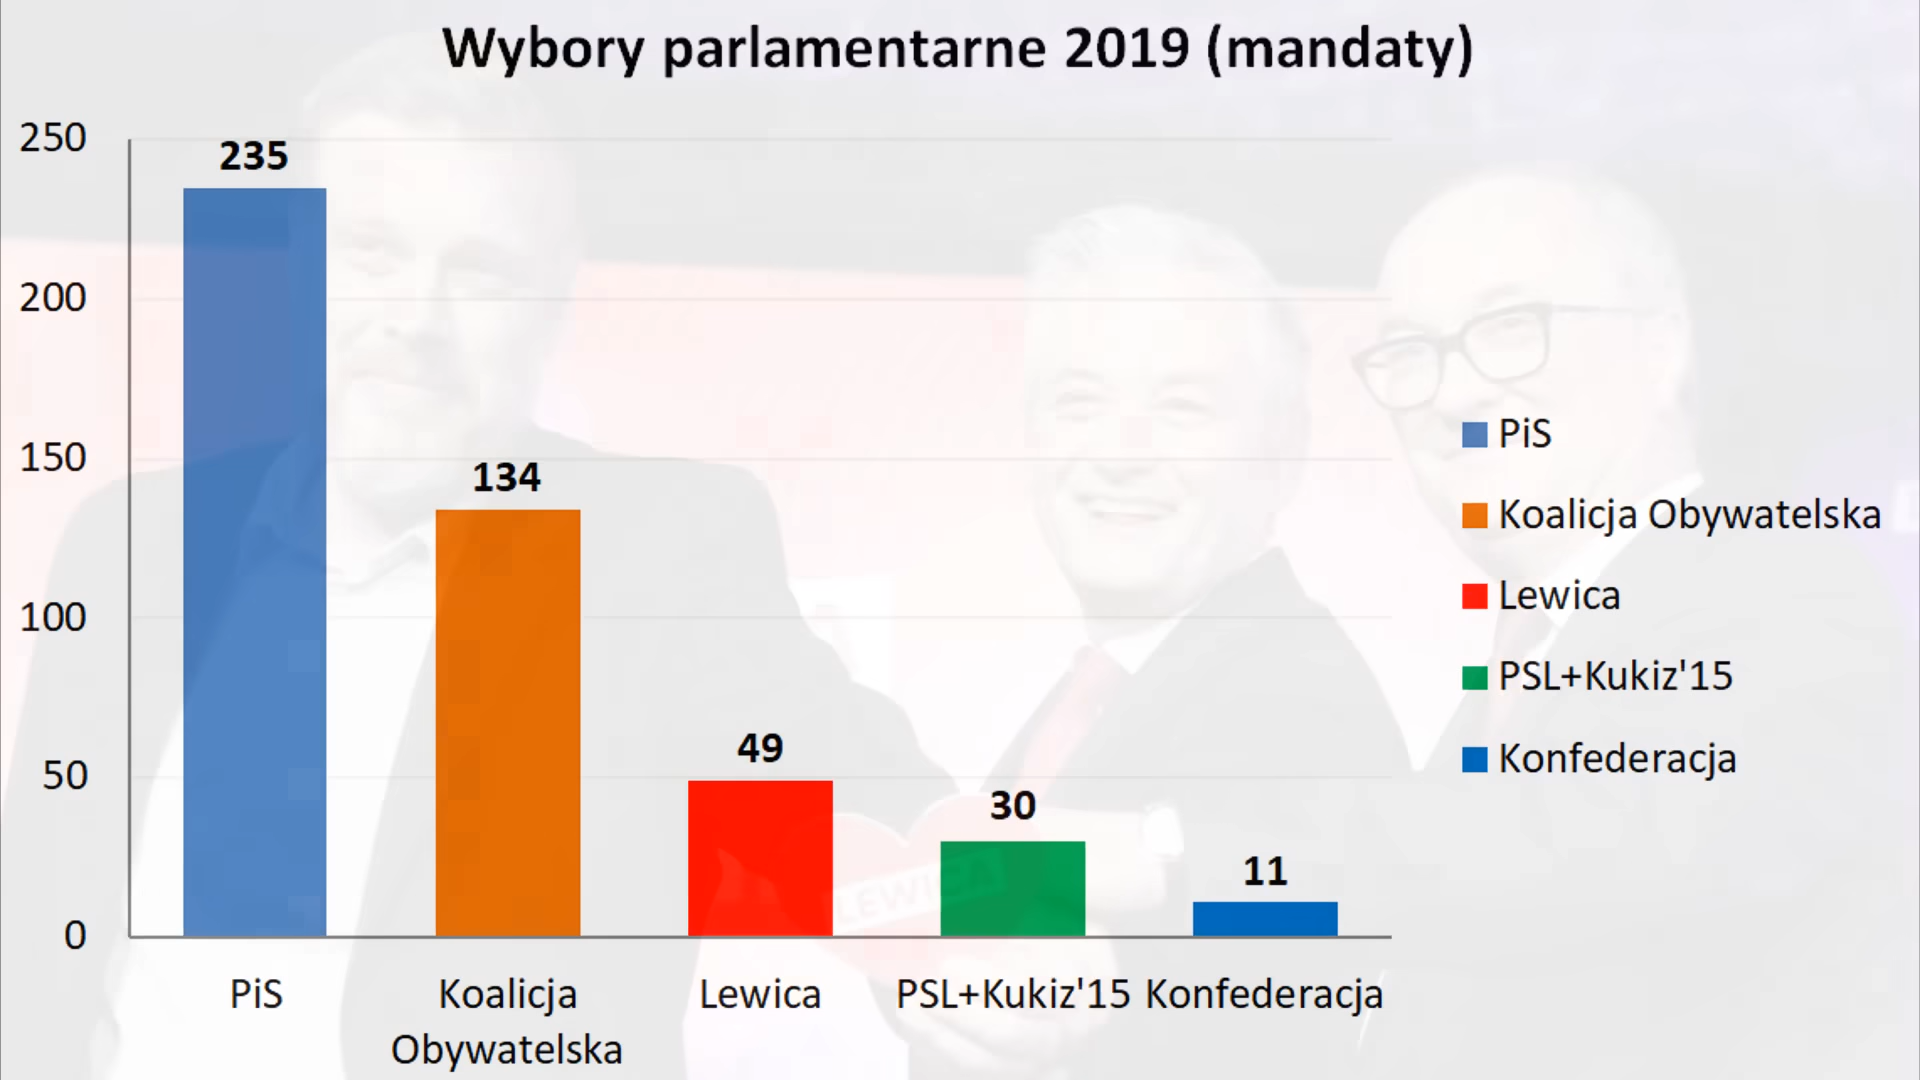 Wybory parlamentarne 2019 (mandaty)
250
200
150
100
50
0
235
134
49
30
11
PiS
Koalicja
Obywatelska
Lewica
PSL+Kukiz'15
Konfederacja
PiS
Koalicja Obywatelska
Lewica
PSL+Kukiz'15
Konfederacja
LEWICA